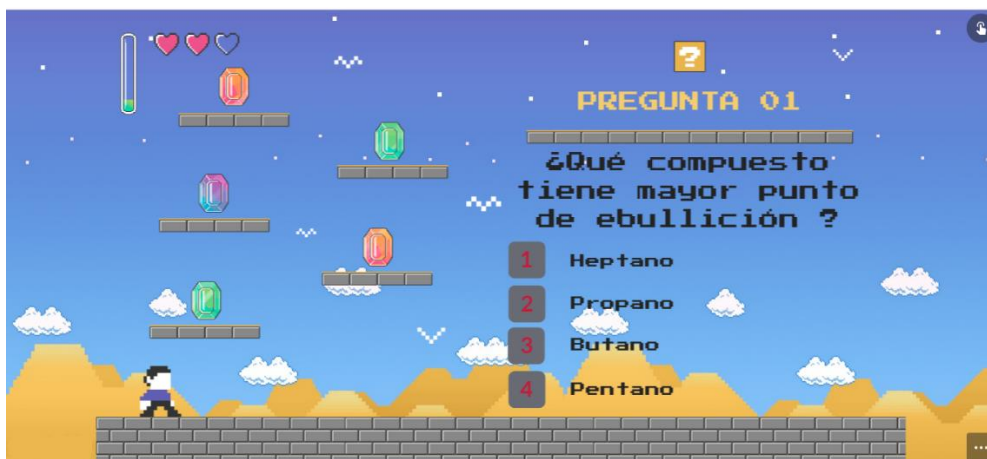 ?
PREGUNTA 01
¿Qué compuesto
tiene mayor punto
de ebullición ?
1 Heptano
2 Propano
3 Butano
4 Pentano